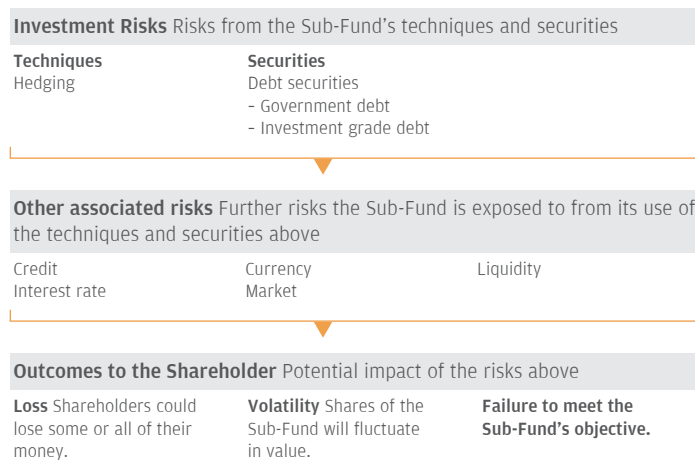 Investment Risks Risks from the Sub-Fund's techniques and securities
Techniques
Hedging
Securities
Debt securities
– Government debt
– Investment grade debt
Other associated risks Further risks the Sub-Fund is exposed to from its use of
the techniques and securities above
Credit
Interest rate
Currency
Market
Liquidity
Outcomes to the Shareholder Potential impact of the risks above
Loss Shareholders could
lose some or all of their
money.
Volatility Shares of the
Sub-Fund will fluctuate
in value.
Failure to meet the
Sub-Fund's objective.